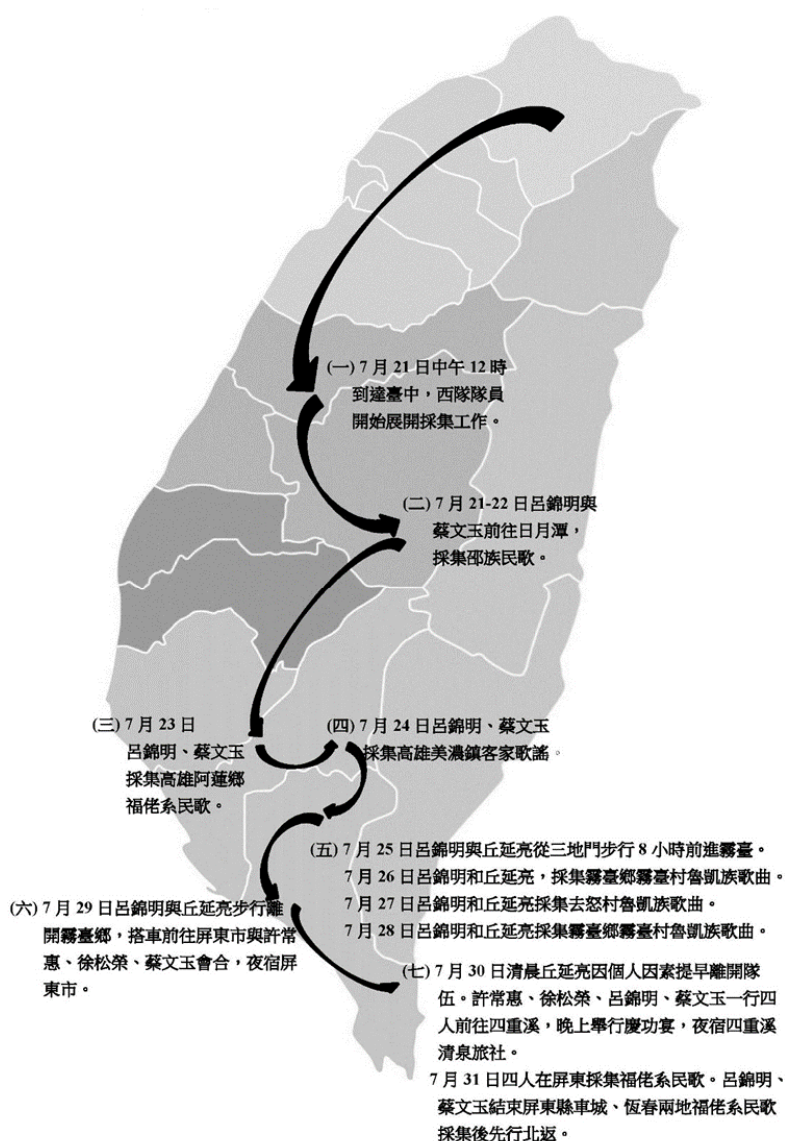 (一) 7 月 21 日中午 12 時
到達臺中，西隊隊員
開始展開採集工作。
(二) 7 月 21-22 日呂錦明與
蔡文玉前往日月潭，
採集邵族民歌。
(三) 7 月 23 日
呂錦明、蔡文玉
採集高雄阿蓮鄉
福佬系民歌。
(四) 7 月 24 日呂錦明、蔡文玉
採集高雄美濃鎮客家歌謠。
(五) 7 月 25 日呂錦明與丘延亮從三地門步行 8 小時前進霧臺。
7 月 26 日呂錦明和丘延亮，採集霧臺鄉霧臺村魯凱族歌曲。
7 月 27 日呂錦明和丘延亮採集去怒村魯凱族歌曲。
7 月 28 日呂錦明和丘延亮採集霧臺鄉霧臺村魯凱族歌曲。
(六) 7 月 29 日呂錦明與丘延亮步行離
開霧臺鄉，搭車前往屏東市與許常
惠、徐松榮、蔡文玉會合，夜宿屏
東市。
(七) 7 月 30 日清晨丘延亮因個人因素提早離開隊
伍。許常惠、徐松榮、呂錦明、蔡文玉一行四
人前往四重溪，晚上舉行慶功宴，夜宿四重溪
清泉旅社。
7 月 31 日四人在屏東採集福佬系民歌。呂錦明、
蔡文玉結束屏東縣車城、恆春兩地福佬系民歌
採集後先行北返。